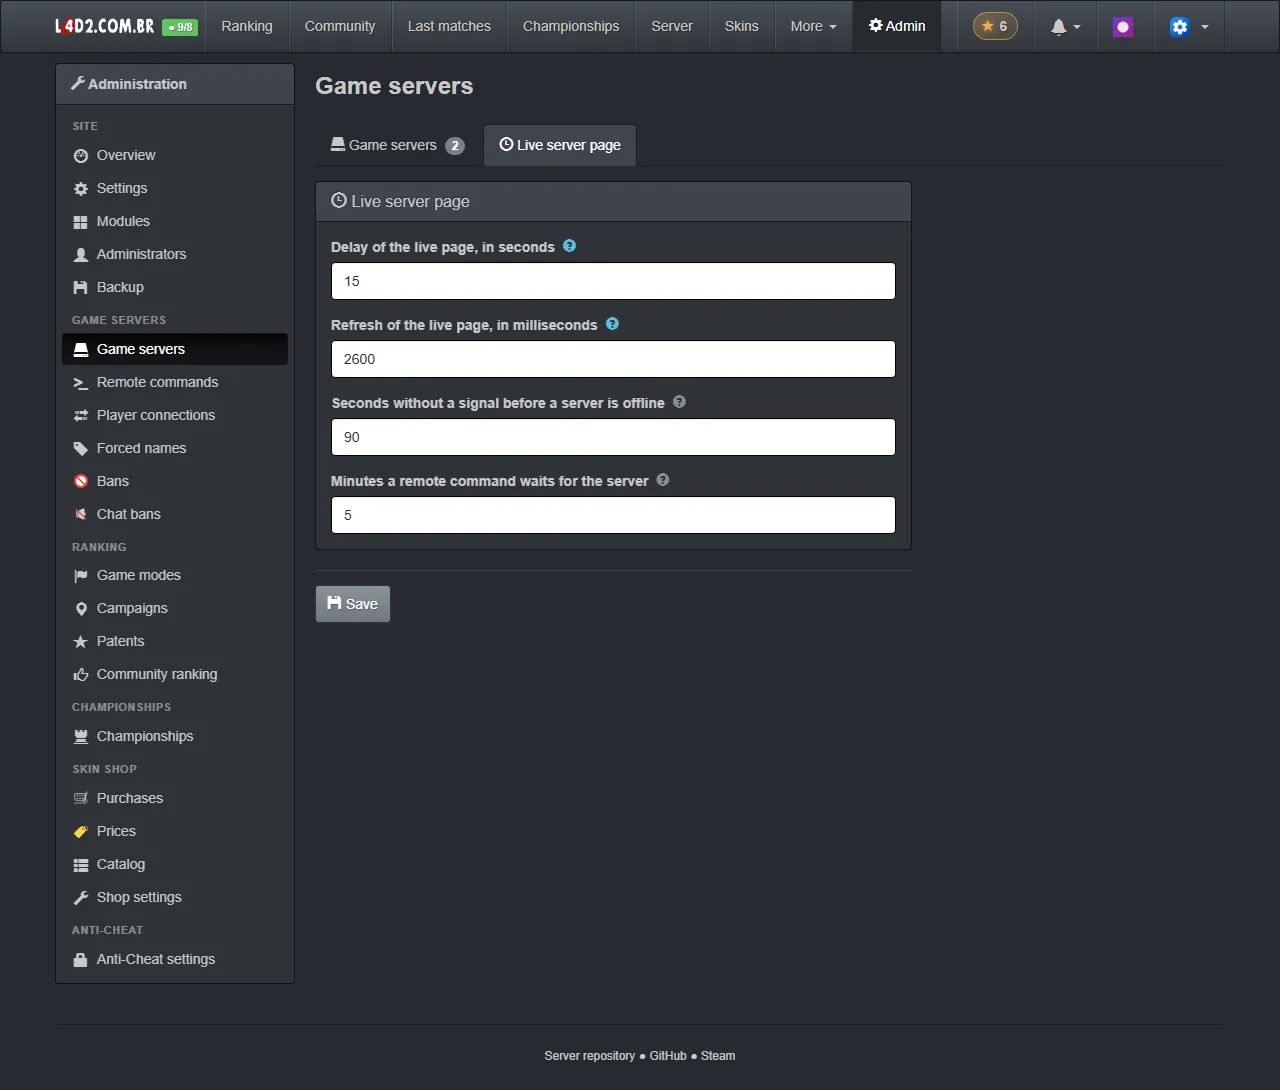 L4D2.COM.BR
9/8
Ranking
Community
Last matches
Championships
Server
Skins
More
Admin
6
Administration
SITE
Overview
Settings
Modules
Administrators
Backup
GAME SERVERS
Game servers
Remote commands
Player connections
Forced names
Bans
Chat bans
RANKING
Game modes
Campaigns
Patents
Community ranking
CHAMPIONSHIPS
Championships
SKIN SHOP
Purchases
Prices
Catalog
Shop settings
ANTI-CHEAT
Anti-Cheat settings
Game servers
Game servers 2
Live server page
Live server page
Delay of the live page, in seconds ?
15
Refresh of the live page, in milliseconds ?
2600
Seconds without a signal before a server is offline ?
90
Minutes a remote command waits for the server ?
5
Save
Server repository ● GitHub ● Steam